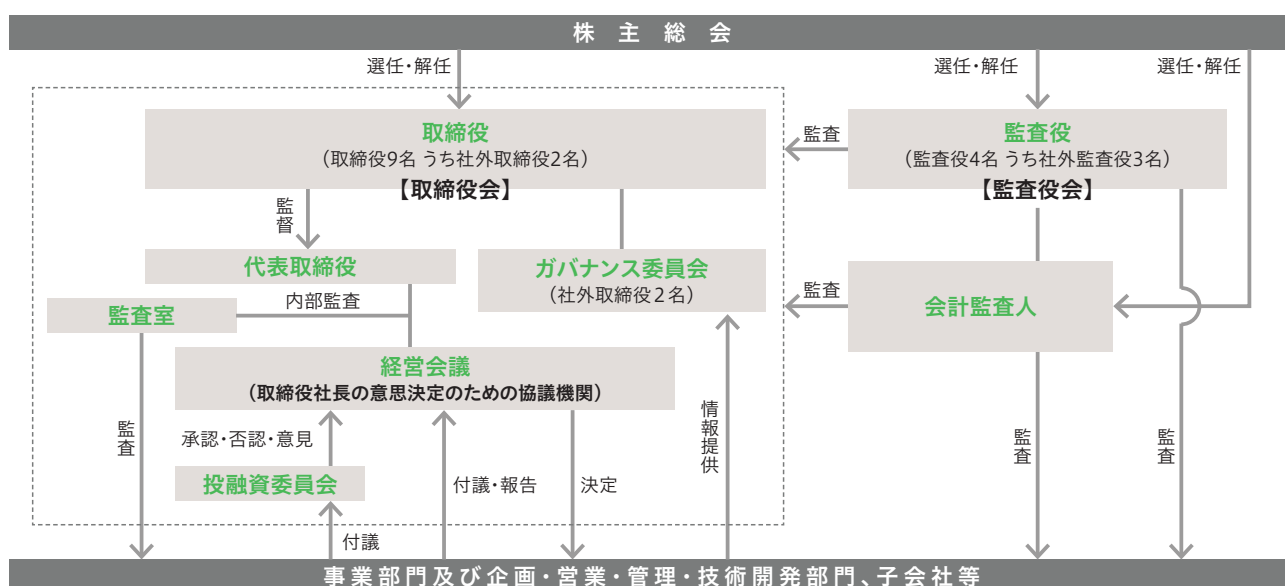 株主総会
選任・解任
選任・解任
選任・解任
取締役
（取締役9名 うち社外取締役2名）
【取締役会】
監査
監査役
（監査役4名 うち社外監査役3名）
【監査役会】
監督
代表取締役
ガバナンス委員会
（社外取締役2名）
監査
会計監査人
監査室
内部監査
経営会議
（取締役社長の意思決定のための協議機関）
監査
承認・否認・意見
投融資委員会
付議
付議・報告
決定
情報提供
監査
監査
事業部門及び企画・営業・管理・技術開発部門、子会社等